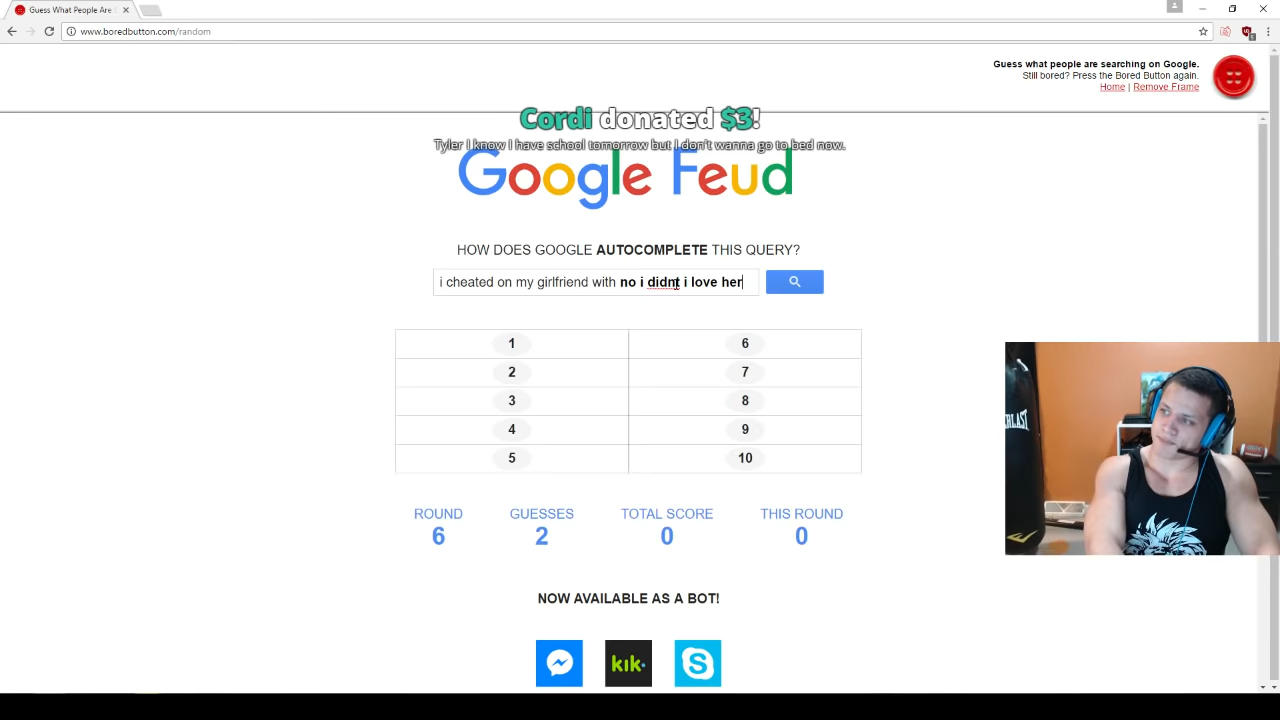 Guess What People Are
www.boredbutton.com/random
Guess what people are searching on Google.
Still bored? Press the Bored Button again.
Home | Remove Frame
Cordi donated $3!
Tyler I know I have school tomorrow but I don't wanna go to bed now.
Google Feud
HOW DOES GOOGLE AUTOCOMPLETE THIS QUERY?
i cheated on my girlfriend with no i didnt i love her
1 6
2 7
3 8
4 9
5 10
ROUND GUESSES TOTAL SCORE THIS ROUND
6 2 0 0
NOW AVAILABLE AS A BOT!
kik
EVERLAST